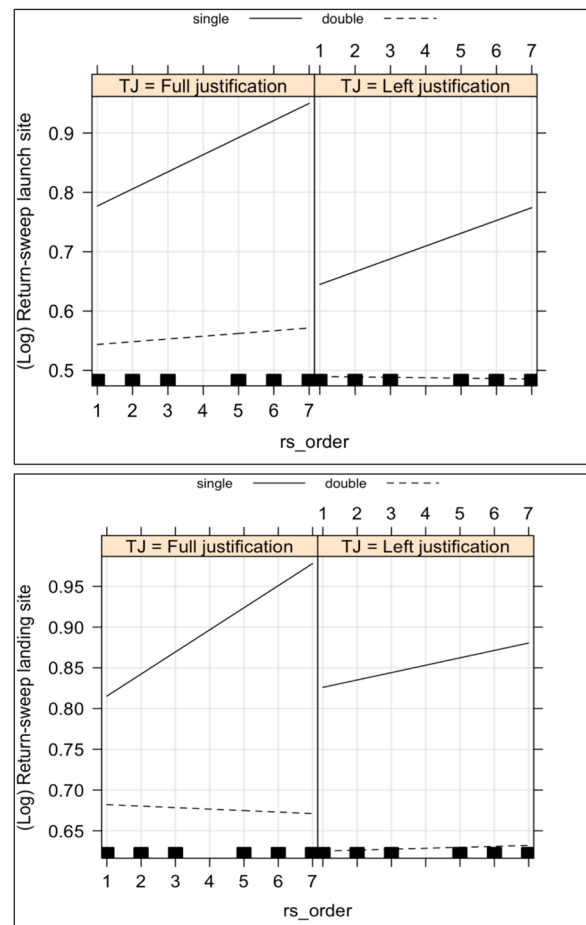 single double
1 2 3 4 5 6 7
TJ = Full justification TJ = Left justification
0.9
0.8
0.7
0.6
0.5
(Log) Return-sweep launch site
1 2 3 4 5 6 7
rs_order
single double
1 2 3 4 5 6 7
TJ = Full justification TJ = Left justification
0.95
0.90
0.85
0.80
0.75
0.70
0.65
(Log) Return-sweep landing site
1 2 3 4 5 6 7
rs_order